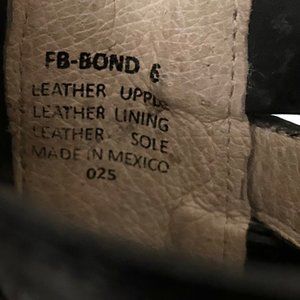 FB-BOND 6
LEATHER UPPER
LEATHER LINING
LEATHER SOLE
MADE IN MEXICO
025